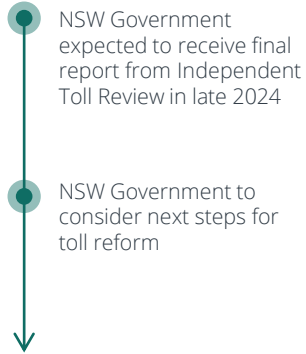 NSW Government
expected to receive final
report from Independent
Toll Review in late 2024
NSW Government to
consider next steps for
toll reform